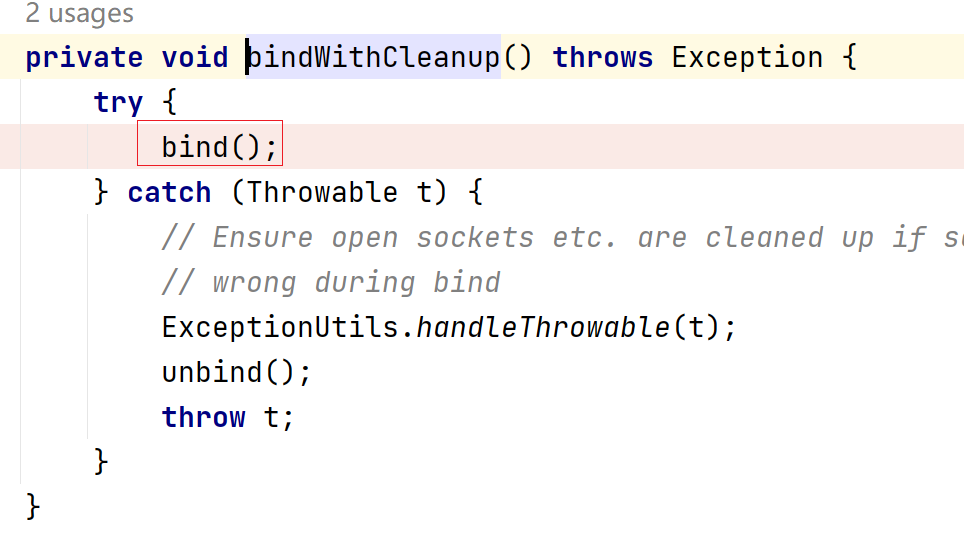 2 usages
private void bindWithCleanup() throws Exception {
try {
bind();
} catch (Throwable t) {
// Ensure open sockets etc. are cleaned up if
// wrong during bind
ExceptionUtils.handleThrowable(t);
unbind();
throw t;
}
}